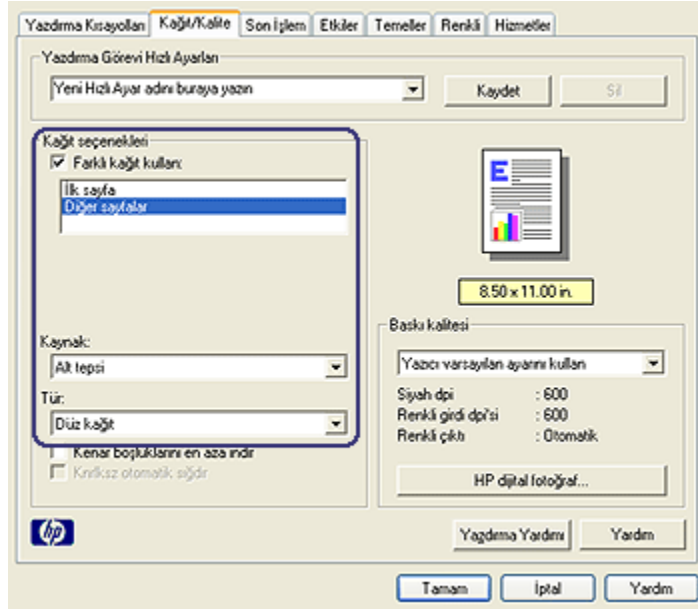 Yazdırma Kısayolları Kağıt/Kalite Son İşlem Etkiler Temeller Renkli Hizmetler
Yazdırma Görevi Hızlı Ayarları
Yeni Hızlı Ayar adını buraya yazın Kaydet Sil
Kağıt seçenekleri
Farklı kağıt kullan:
İlk sayfa
Diğer sayfalar
E
8.50 x 11.00 in.
Kaynak:
Alt tepsi
Tür:
Düz kağıt
Kenar boşluklarını en aza indir
otomatik sığdır
Baskı kalitesi
Yazıcı varsayılan ayarını kullan
Siyah dpi : 600
Renkli girdi dpi'si : 600
Renkli çıktı : Otomatik
HP dijital fotoğraf...
hp
Yazdırma Yardımı Yardım
Tamam İptal Yardım